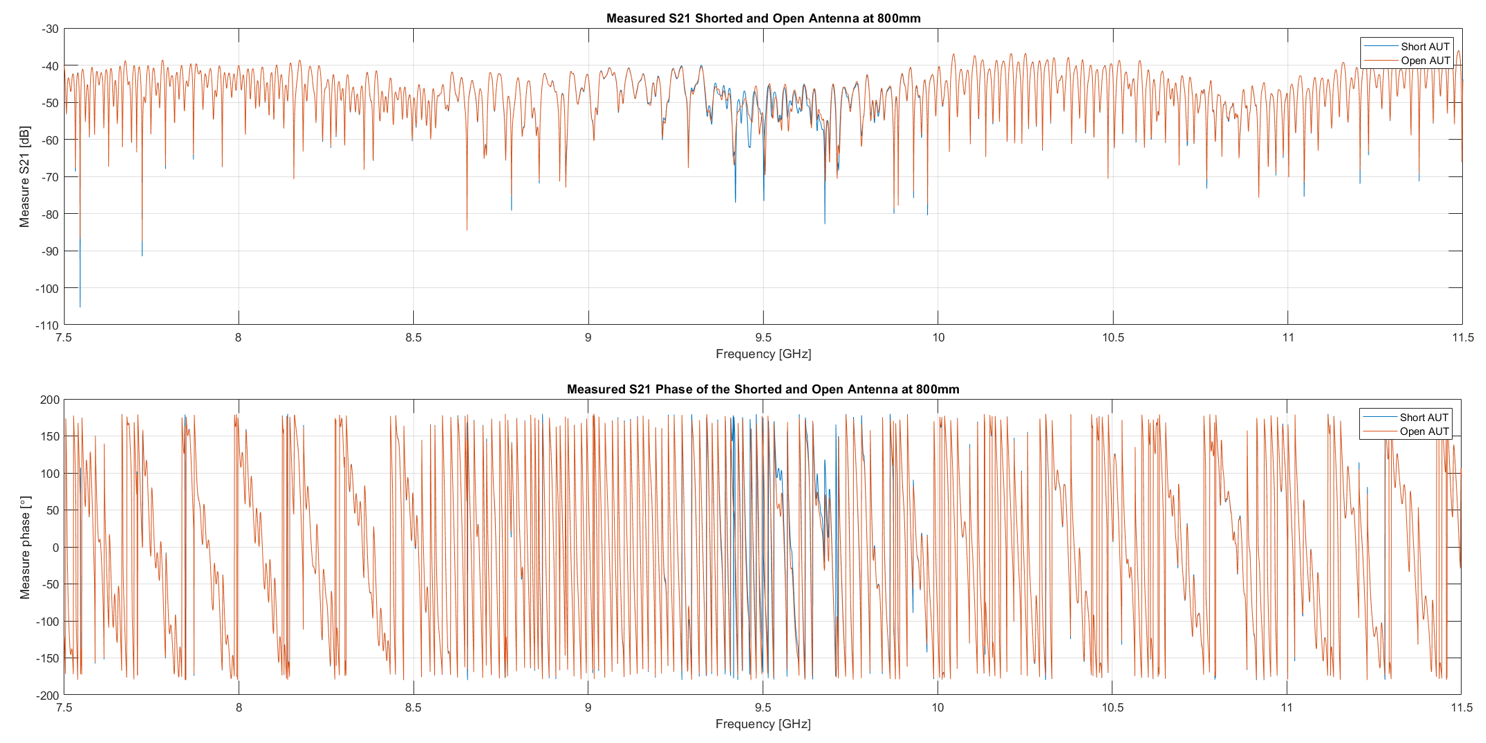 Measured S21 Shorted and Open Antenna at 800mm
-30
-40
-50
-60
-70
-80
-90
-100
-110
Measure S21 [dB]
Short AUT
Open AUT
7.5 8 8.5 9 9.5 10 10.5 11 11.5
Frequency [GHz]
Measured S21 Phase of the Shorted and Open Antenna at 800mm
200
150
100
50
0
-50
-100
-150
-200
Measure phase [°]
Short AUT
Open AUT
7.5 8 8.5 9 9.5 10 10.5 11 11.5
Frequency [GHz]